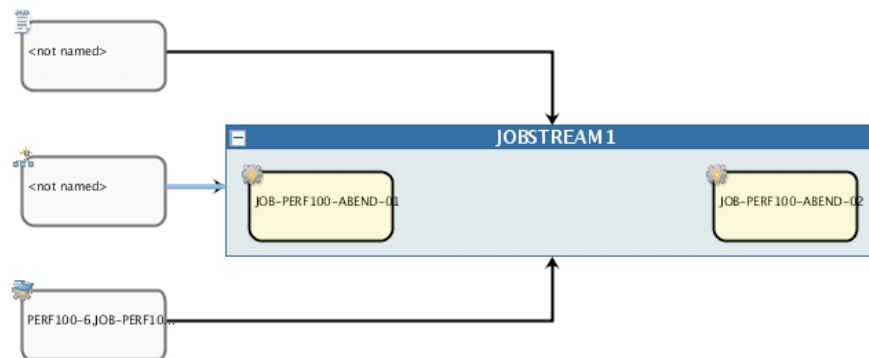 <not named>
JOBSTREAM1
<not named>
JOB-PERF100-ABEND-01
JOB-PERF100-ABEND-02
PERF100-6.JOB-PERF10...